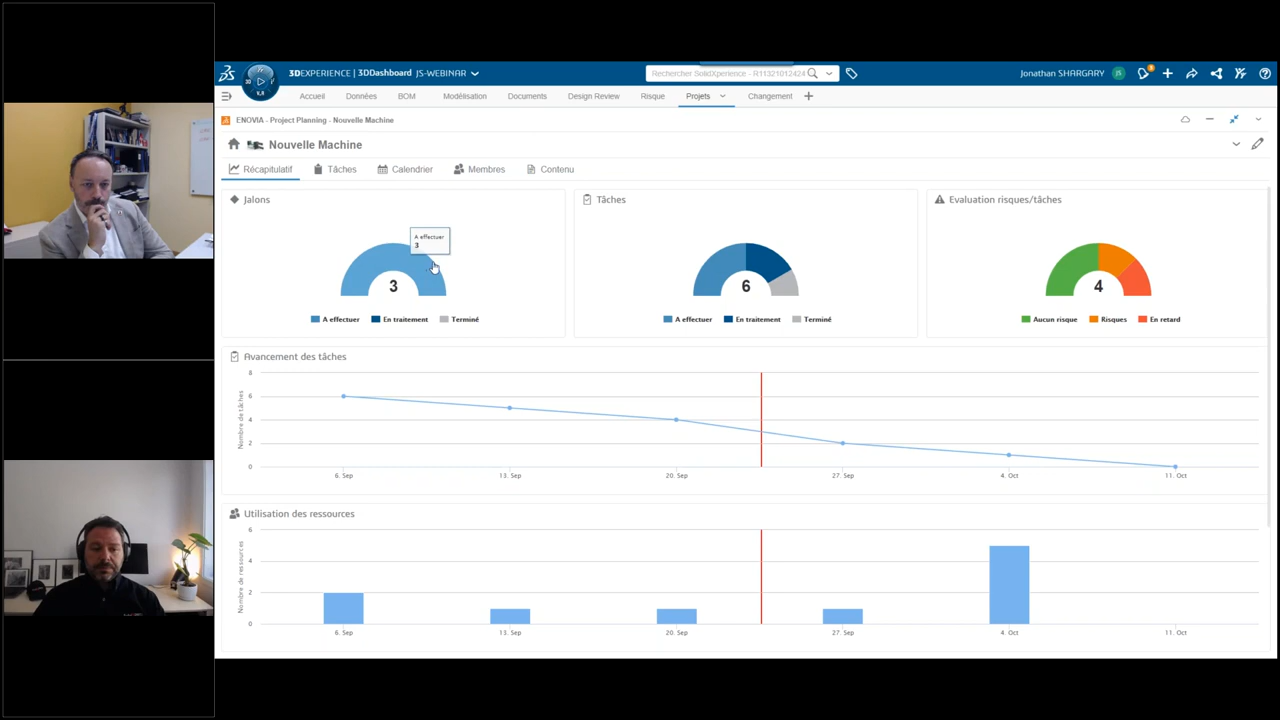 3DEXPERIENCE | 3DDashboard JS-WEBINAR
Rechercher SolidXperience - R11321012424
Jonathan SHARGARY
JS
3D
V.R
Accueil
Données
BOM
Modélisation
Documents
Design Review
Risque
Projets
Changement
ENOVIA - Project Planning - Nouvelle Machine
Nouvelle Machine
Récapitulatif
Tâches
Calendrier
Membres
Contenu
Jalons
A effectuer
3
3
A effectuer
En traitement
Terminé
Tâches
6
A effectuer
En traitement
Terminé
Evaluation risques/tâches
4
Aucun risque
Risques
En retard
Avancement des tâches
Nombre de tâches
8
6
4
2
0
6. Sep
13. Sep
20. Sep
27. Sep
4. Oct
11. Oct
Utilisation des ressources
Nombre de ressources
6
4
2
0
6. Sep
13. Sep
20. Sep
27. Sep
4. Oct
11. Oct